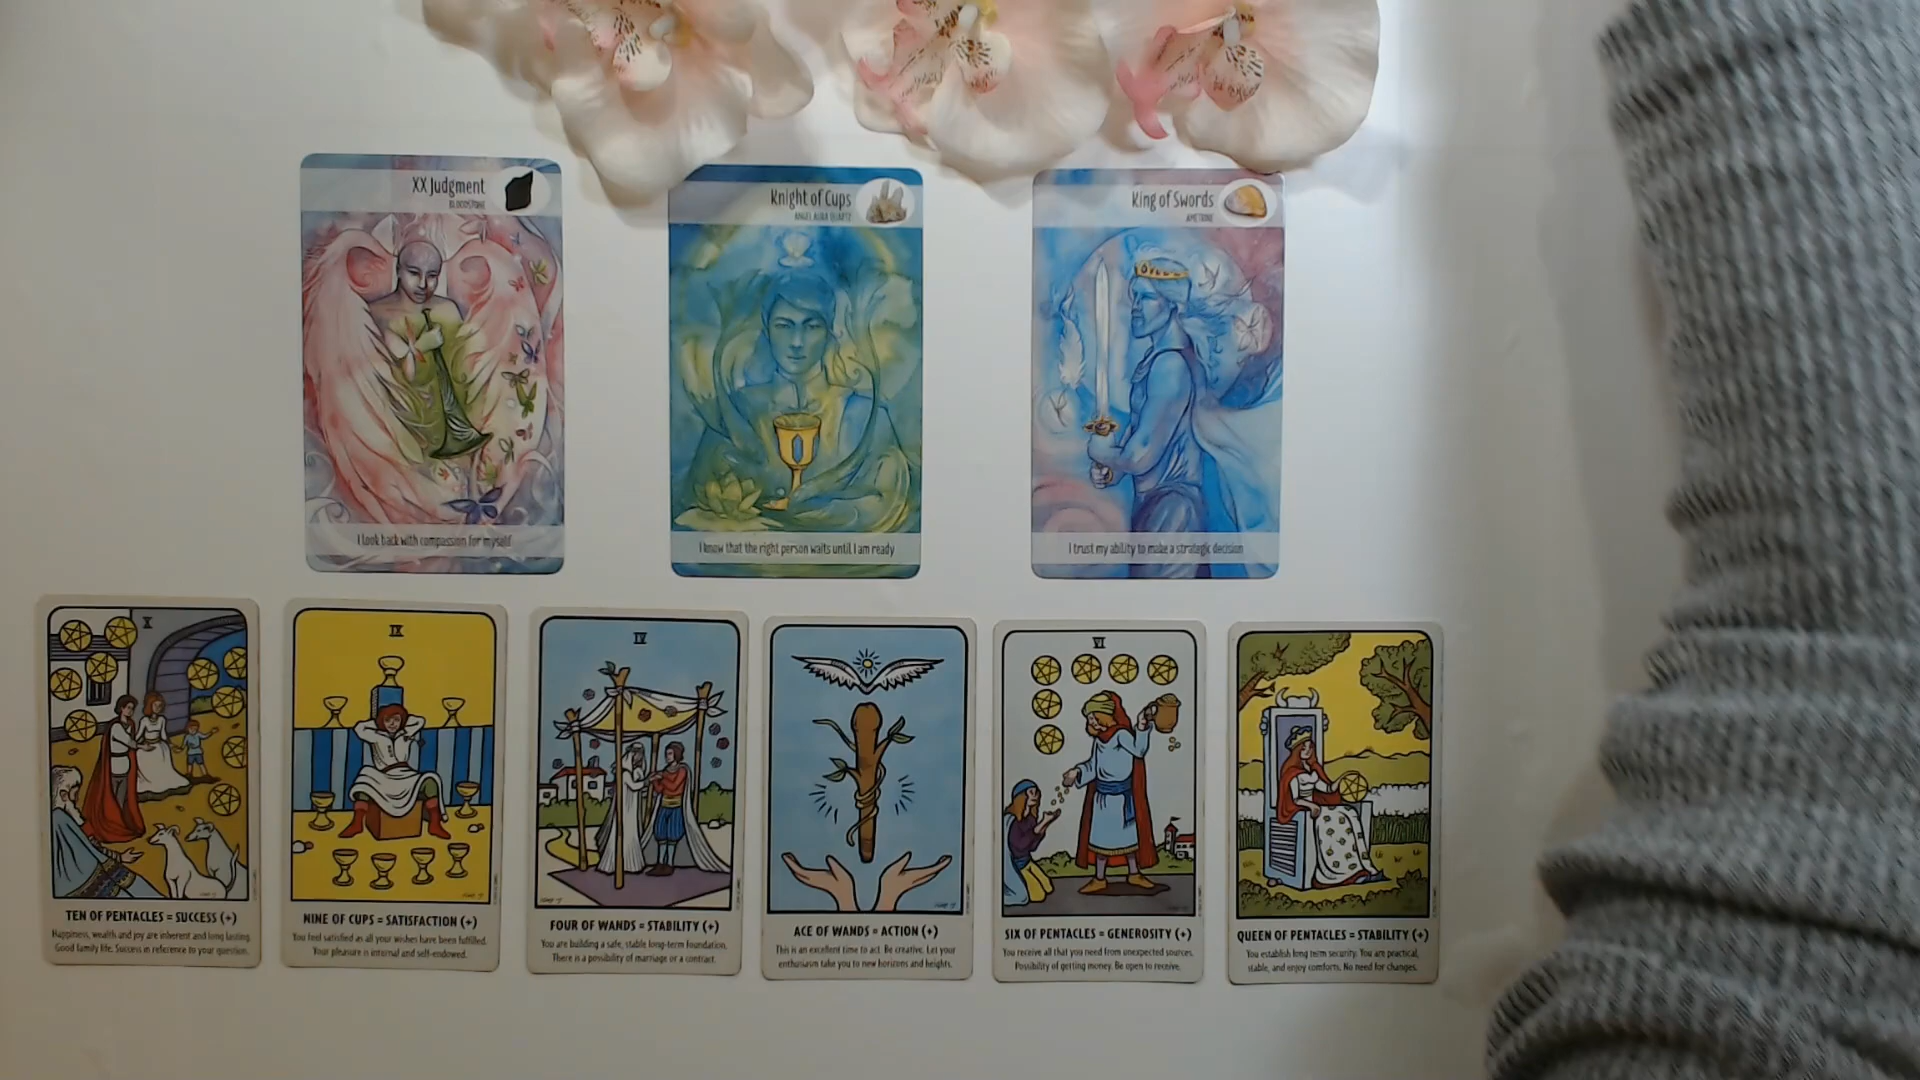 XX Judgment
BLOODSTONE
I look back with compassion for myself
Knight of Cups
ANGEL AURA QUARTZ
I know that the right person waits until I am ready
King of Swords
AMETRINE
I trust my ability to make a strategic decision
X
TEN OF PENTACLES = SUCCESS (+)
Happiness, wealth and joy are inherent and long lasting.
Good family life. Success in reference to your question.
IX
NINE OF CUPS = SATISFACTION (+)
You feel satisfied as all your wishes have been fulfilled.
Your pleasure is internal and self-endowed.
IV
FOUR OF WANDS = STABILITY (+)
You are building a safe, stable long-term foundation.
There is a possibility of marriage or a contract.
ACE OF WANDS = ACTION (+)
This is an excellent time to act. Be creative. Let your
enthusiasm take you to new horizons and heights.
VI
SIX OF PENTACLES = GENEROSITY (+)
You receive all that you need from unexpected sources.
Possibility of getting money. Be open to receive.
QUEEN OF PENTACLES = STABILITY (+)
You establish long term security. You are practical,
stable, and enjoy comforts. No need for changes.